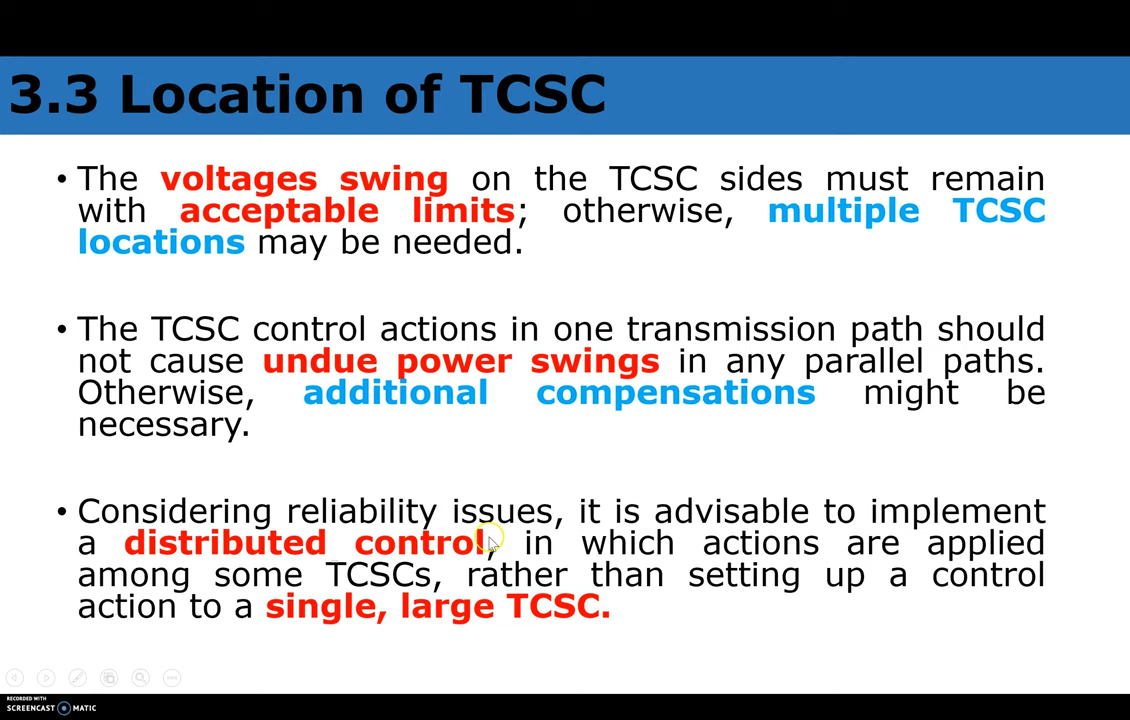 3.3 Location of TCSC
• The voltages swing on the TCSC sides must remain
with acceptable limits; otherwise, multiple TCSC
locations may be needed.
• The TCSC control actions in one transmission path should
not cause undue power swings in any parallel paths.
Otherwise, additional compensations might be
necessary.
• Considering reliability issues, it is advisable to implement
a distributed control, in which actions are applied
among some TCSCs, rather than setting up a control
action to a single, large TCSC.
RECORDED WITH
SCREENCAST MATIC